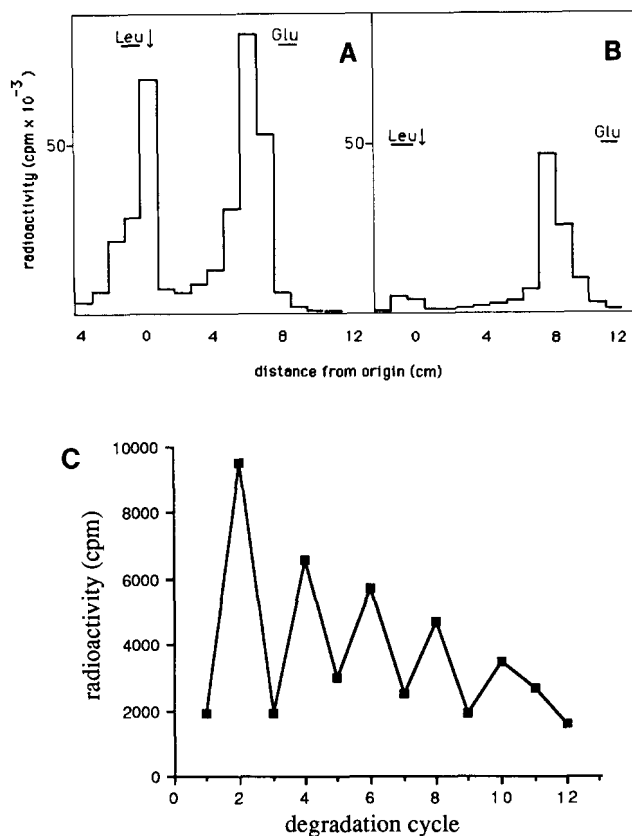 Leu↓ Glu A
Leu↓ Glu B
50
50
radioactivity (cpm x 10⁻³)
4 0 4 8 12 0 4 8 12
distance from origin (cm)
C
10000
8000
6000
4000
2000
0
radioactivity (cpm)
0 2 4 6 8 10 12
degradation cycle